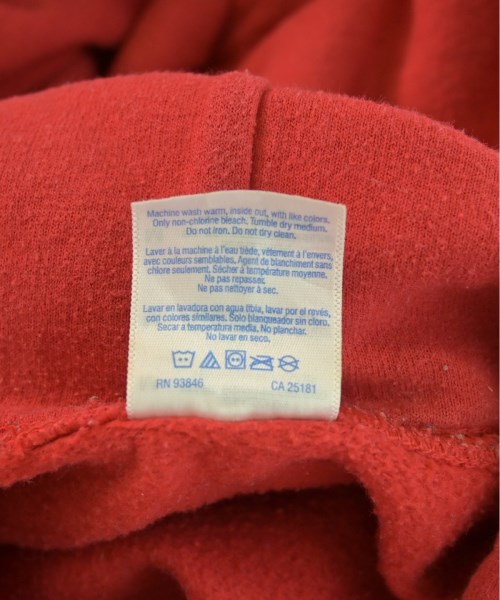 Machine wash warm, inside out, with like colors.
Only non-chlorine bleach. Tumble dry medium.
Do not iron. Do not dry clean.
Laver à la machine à l'eau tiède, vêtement à l'envers,
avec couleurs semblables. Agent de blanchiment sans
chlore seulement. Sécher à température moyenne.
Ne pas repasser.
Ne pas nettoyer à sec.
Lavar en lavadora con agua tibia, lavar por el revés,
con colores similares. Solo blanqueador sin cloro.
Secar a temperatura media. No planchar.
No lavar en seco.
RN 93846 CA 25181